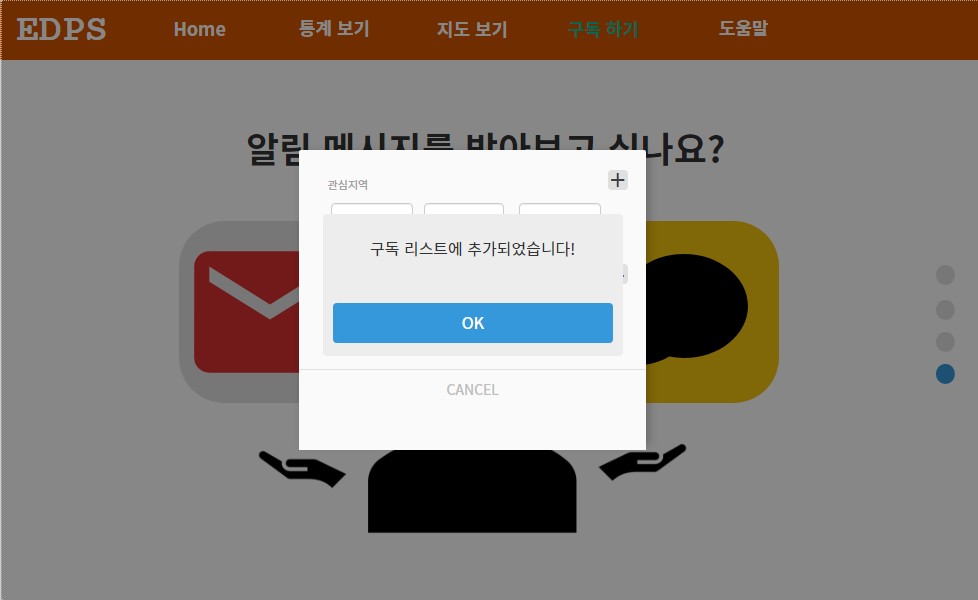 EDPS Home 통계 보기 지도 보기 구독 하기 도움말
알림 메시지를 받아보고 싶나요?
관심지역
구독 리스트에 추가되었습니다!
OK
CANCEL